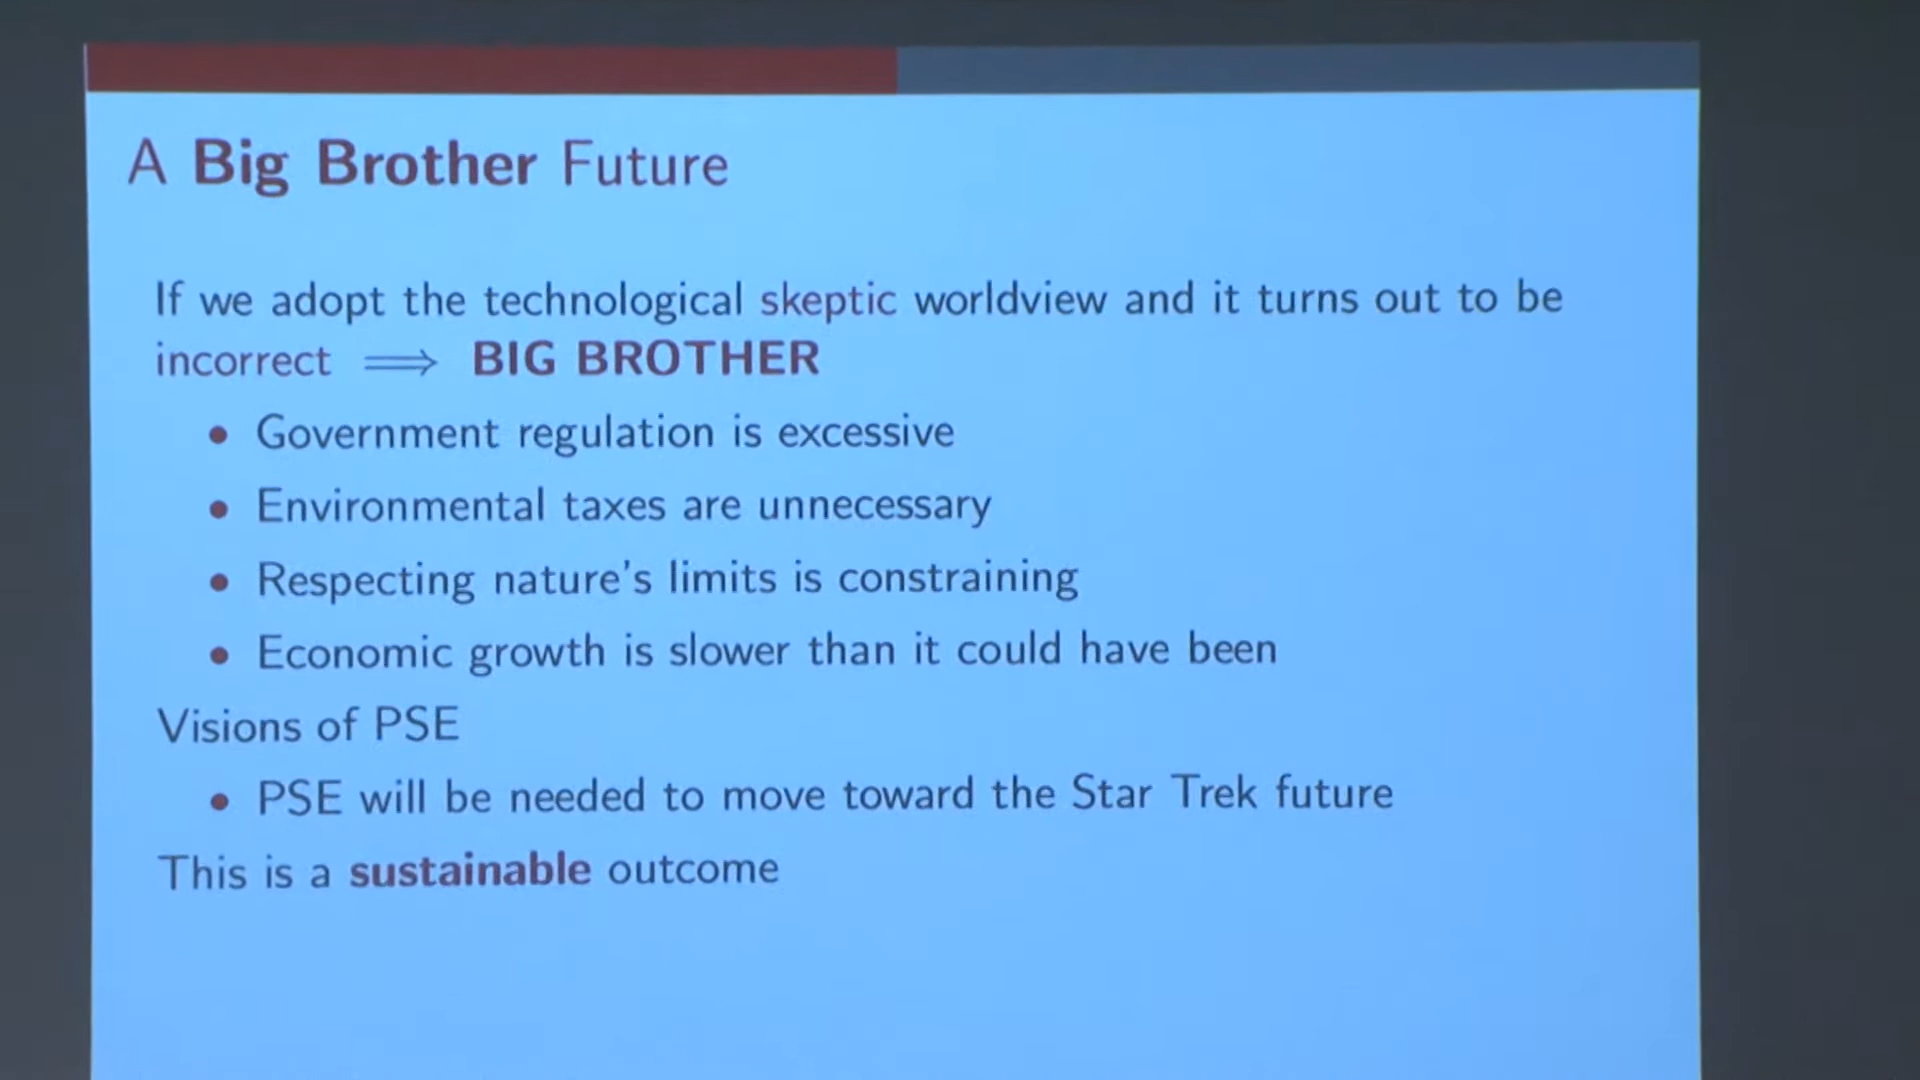 A Big Brother Future
If we adopt the technological skeptic worldview and it turns out to be
incorrect ⟹ BIG BROTHER
• Government regulation is excessive
• Environmental taxes are unnecessary
• Respecting nature's limits is constraining
• Economic growth is slower than it could have been
Visions of PSE
• PSE will be needed to move toward the Star Trek future
This is a sustainable outcome